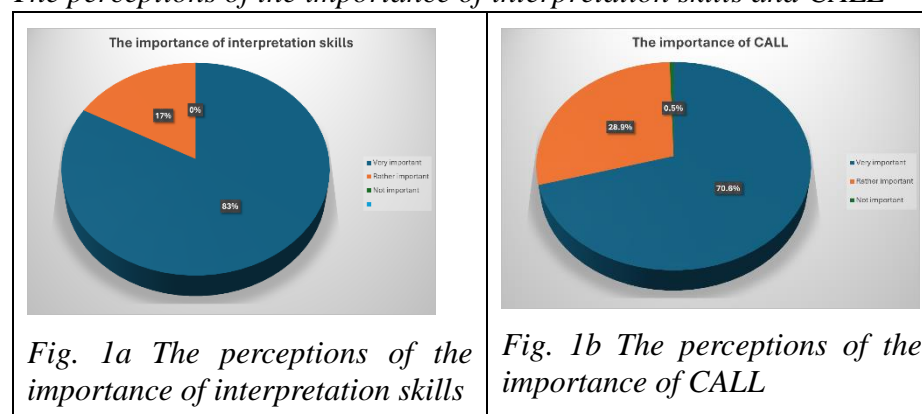 The perceptions of the importance of interpretation skills and CALL
The importance of interpretation skills
0%
17%
83%
Very important
Rather important
Not important
Fig. 1a The perceptions of the
importance of interpretation skills
The importance of CALL
0.5%
28.9%
70.6%
Very important
Rather important
Not important
Fig. 1b The perceptions of the
importance of CALL